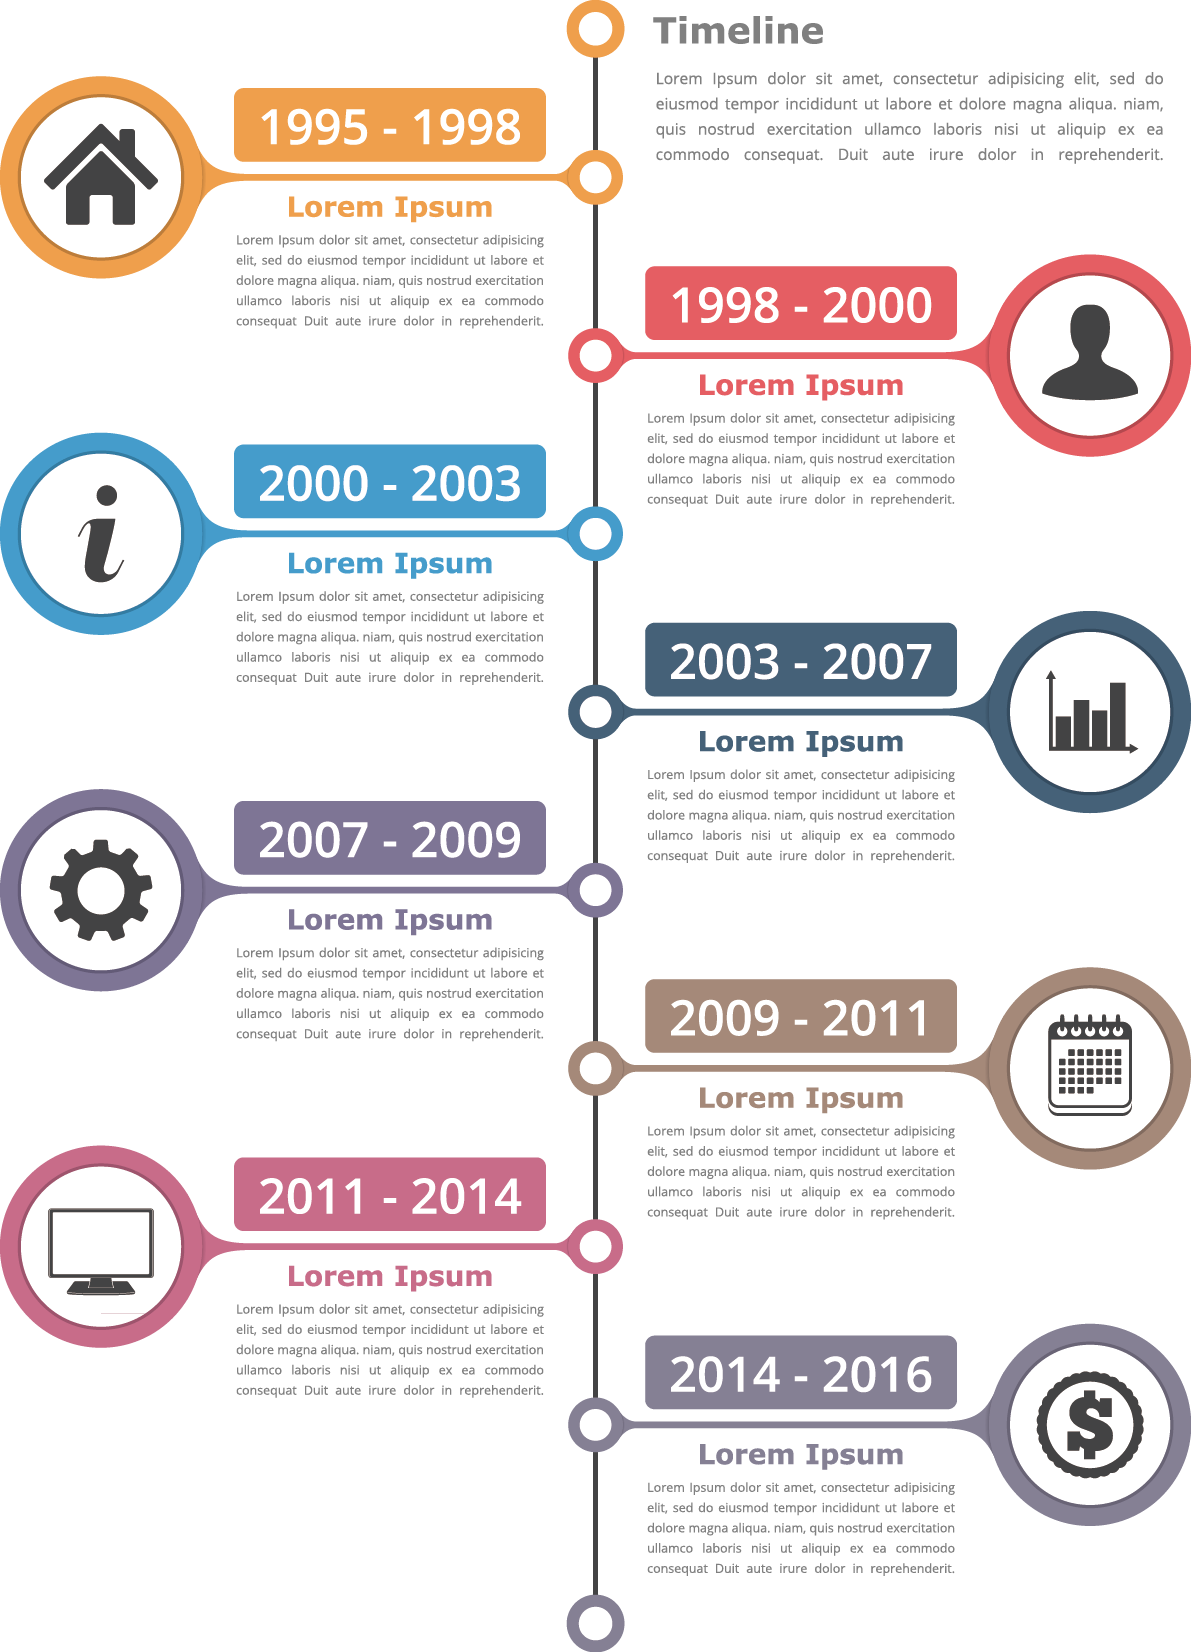 Timeline
Lorem Ipsum dolor sit amet, consectetur adipisicing elit, sed do
eiusmod tempor incididunt ut labore et dolore magna aliqua. niam,
quis nostrud exercitation ullamco laboris nisi ut aliquip ex ea
commodo consequat. Duit aute irure dolor in reprehenderit.
1995 - 1998
Lorem Ipsum
Lorem Ipsum dolor sit amet, consectetur adipisicing
elit, sed do eiusmod tempor incididunt ut labore et
dolore magna aliqua. niam, quis nostrud exercitation
ullamco laboris nisi ut aliquip ex ea commodo
consequat Duit aute irure dolor in reprehenderit.
1998 - 2000
Lorem Ipsum
Lorem Ipsum dolor sit amet, consectetur adipisicing
elit, sed do eiusmod tempor incididunt ut labore et
dolore magna aliqua. niam, quis nostrud exercitation
ullamco laboris nisi ut aliquip ex ea commodo
consequat Duit aute irure dolor in reprehenderit.
i
2000 - 2003
Lorem Ipsum
Lorem Ipsum dolor sit amet, consectetur adipisicing
elit, sed do eiusmod tempor incididunt ut labore et
dolore magna aliqua. niam, quis nostrud exercitation
ullamco laboris nisi ut aliquip ex ea commodo
consequat Duit aute irure dolor in reprehenderit.
2003 - 2007
Lorem Ipsum
Lorem Ipsum dolor sit amet, consectetur adipisicing
elit, sed do eiusmod tempor incididunt ut labore et
dolore magna aliqua. niam, quis nostrud exercitation
ullamco laboris nisi ut aliquip ex ea commodo
consequat Duit aute irure dolor in reprehenderit.
2007 - 2009
Lorem Ipsum
Lorem Ipsum dolor sit amet, consectetur adipisicing
elit, sed do eiusmod tempor incididunt ut labore et
dolore magna aliqua. niam, quis nostrud exercitation
ullamco laboris nisi ut aliquip ex ea commodo
consequat Duit aute irure dolor in reprehenderit.
2009 - 2011
Lorem Ipsum
Lorem Ipsum dolor sit amet, consectetur adipisicing
elit, sed do eiusmod tempor incididunt ut labore et
dolore magna aliqua. niam, quis nostrud exercitation
ullamco laboris nisi ut aliquip ex ea commodo
consequat Duit aute irure dolor in reprehenderit.
2011 - 2014
Lorem Ipsum
Lorem Ipsum dolor sit amet, consectetur adipisicing
elit, sed do eiusmod tempor incididunt ut labore et
dolore magna aliqua. niam, quis nostrud exercitation
ullamco laboris nisi ut aliquip ex ea commodo
consequat Duit aute irure dolor in reprehenderit.
2014 - 2016
$
Lorem Ipsum
Lorem Ipsum dolor sit amet, consectetur adipisicing
elit, sed do eiusmod tempor incididunt ut labore et
dolore magna aliqua. niam, quis nostrud exercitation
ullamco laboris nisi ut aliquip ex ea commodo
consequat Duit aute irure dolor in reprehenderit.